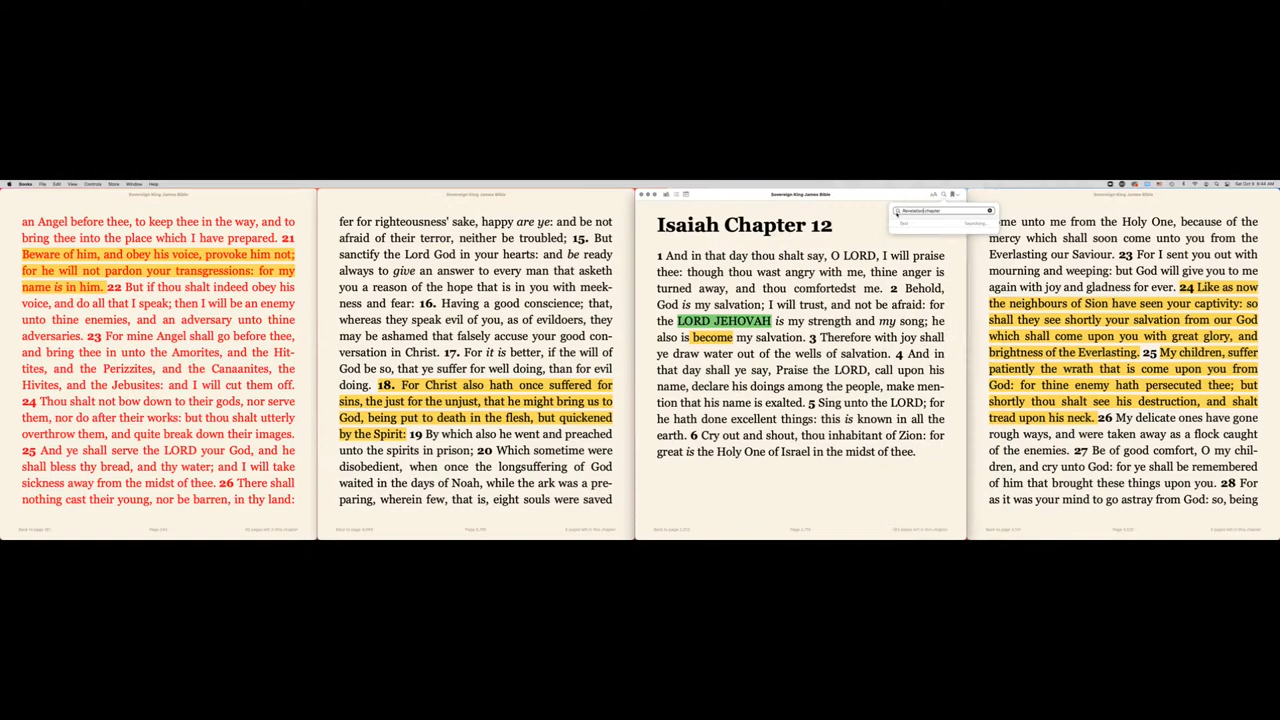 Books File Edit View Controls Store Window Help
Sat Oct
Sovereign King James Bible
an Angel before thee, to keep thee in the way, and to
bring thee into the place which I have prepared. 21
Beware of him, and obey his voice, provoke him not;
for he will not pardon your transgressions: for my
name is in him. 22 But if thou shalt indeed obey his
voice, and do all that I speak; then I will be an enemy
unto thine enemies, and an adversary unto thine
adversaries. 23 For mine Angel shall go before thee,
and bring thee in unto the Amorites, and the Hit-
tites, and the Perizzites, and the Canaanites, the
Hivites, and the Jebusites: and I will cut them off.
24 Thou shalt not bow down to their gods, nor serve
them, nor do after their works: but thou shalt utterly
overthrow them, and quite break down their images.
25 And ye shall serve the LORD your God, and he
shall bless thy bread, and thy water; and I will take
sickness away from the midst of thee. 26 There shall
nothing cast their young, nor be barren, in thy land:
Sovereign King James Bible
fer for righteousness' sake, happy are ye: and be not
afraid of their terror, neither be troubled; 15. But
sanctify the Lord God in your hearts: and be ready
always to give an answer to every man that asketh
you a reason of the hope that is in you with meek-
ness and fear: 16. Having a good conscience; that,
whereas they speak evil of you, as of evildoers, they
may be ashamed that falsely accuse your good con-
versation in Christ. 17. For it is better, if the will of
God be so, that ye suffer for well doing, than for evil
doing. 18. For Christ also hath once suffered for
sins, the just for the unjust, that he might bring us to
God, being put to death in the flesh, but quickened
by the Spirit: 19 By which also he went and preached
unto the spirits in prison; 20 Which sometime were
disobedient, when once the longsuffering of God
waited in the days of Noah, while the ark was a pre-
paring, wherein few, that is, eight souls were saved
Sovereign King James Bible
Revelation chapter
Text Searching...
Isaiah Chapter 12
1 And in that day thou shalt say, O LORD, I will praise
thee: though thou wast angry with me, thine anger is
turned away, and thou comfortedst me. 2 Behold,
God is my salvation; I will trust, and not be afraid: for
the LORD JEHOVAH is my strength and my song; he
also is become my salvation. 3 Therefore with joy shall
ye draw water out of the wells of salvation. 4 And in
that day shall ye say, Praise the LORD, call upon his
name, declare his doings among the people, make men-
tion that his name is exalted. 5 Sing unto the LORD; for
he hath done excellent things: this is known in all the
earth. 6 Cry out and shout, thou inhabitant of Zion: for
great is the Holy One of Israel in the midst of thee.
Sovereign King James Bible
me unto me from the Holy One, because of the
mercy which shall soon come unto you from the
Everlasting our Saviour. 23 For I sent you out with
mourning and weeping: but God will give you to me
again with joy and gladness for ever. 24 Like as now
the neighbours of Sion have seen your captivity: so
shall they see shortly your salvation from our God
which shall come upon you with great glory, and
brightness of the Everlasting. 25 My children, suffer
patiently the wrath that is come upon you from
God: for thine enemy hath persecuted thee; but
shortly thou shalt see his destruction, and shalt
tread upon his neck. 26 My delicate ones have gone
rough ways, and were taken away as a flock caught
of the enemies. 27 Be of good comfort, O my chil-
dren, and cry unto God: for ye shall be remembered
of him that brought these things upon you. 28 For
as it was your mind to go astray from God: so, being